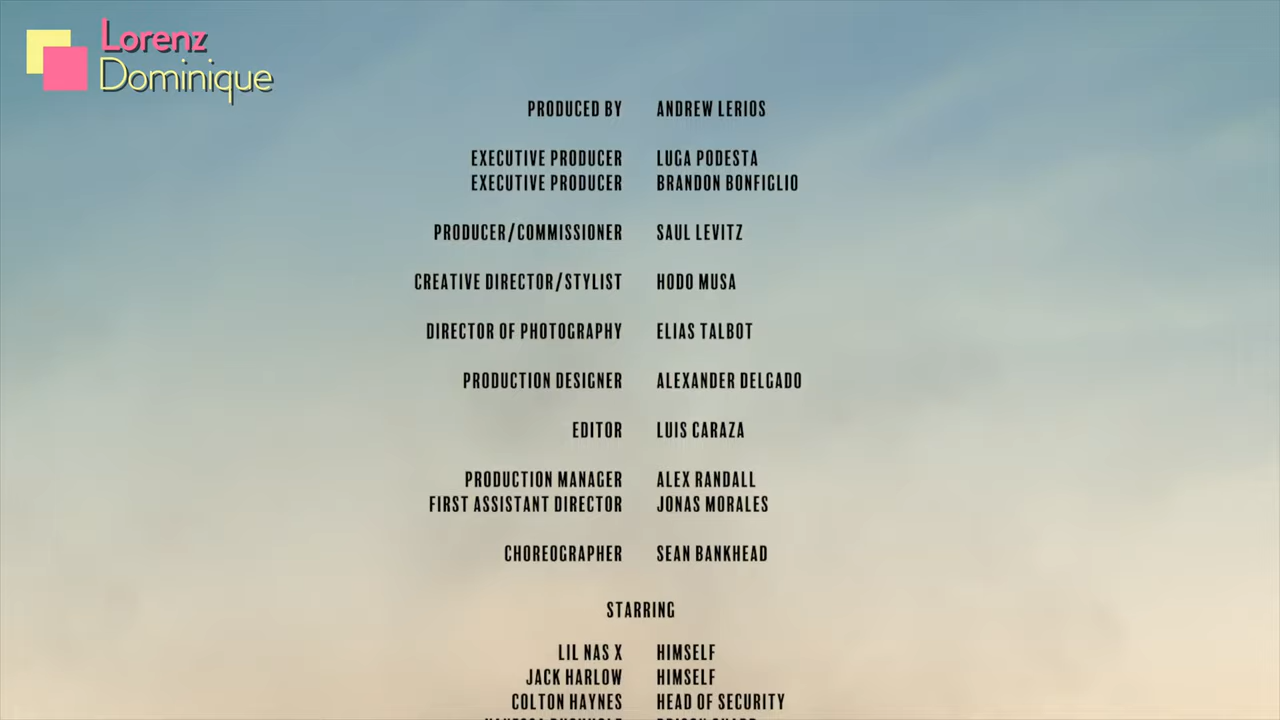 Lorenz
Dominique
PRODUCED BY ANDREW LERIOS
EXECUTIVE PRODUCER LUGA PODESTA
EXECUTIVE PRODUCER BRANDON BONFIGLIO
PRODUCER/COMMISSIONER SAUL LEVITZ
CREATIVE DIRECTOR/STYLIST HODO MUSA
DIRECTOR OF PHOTOGRAPHY ELIAS TALBOT
PRODUCTION DESIGNER ALEXANDER DELGADO
EDITOR LUIS CARAZA
PRODUCTION MANAGER ALEX RANDALL
FIRST ASSISTANT DIRECTOR JONAS MORALES
CHOREOGRAPHER SEAN BANKHEAD
STARRING
LIL NAS X HIMSELF
JACK HARLOW HIMSELF
COLTON HAYNES HEAD OF SECURITY